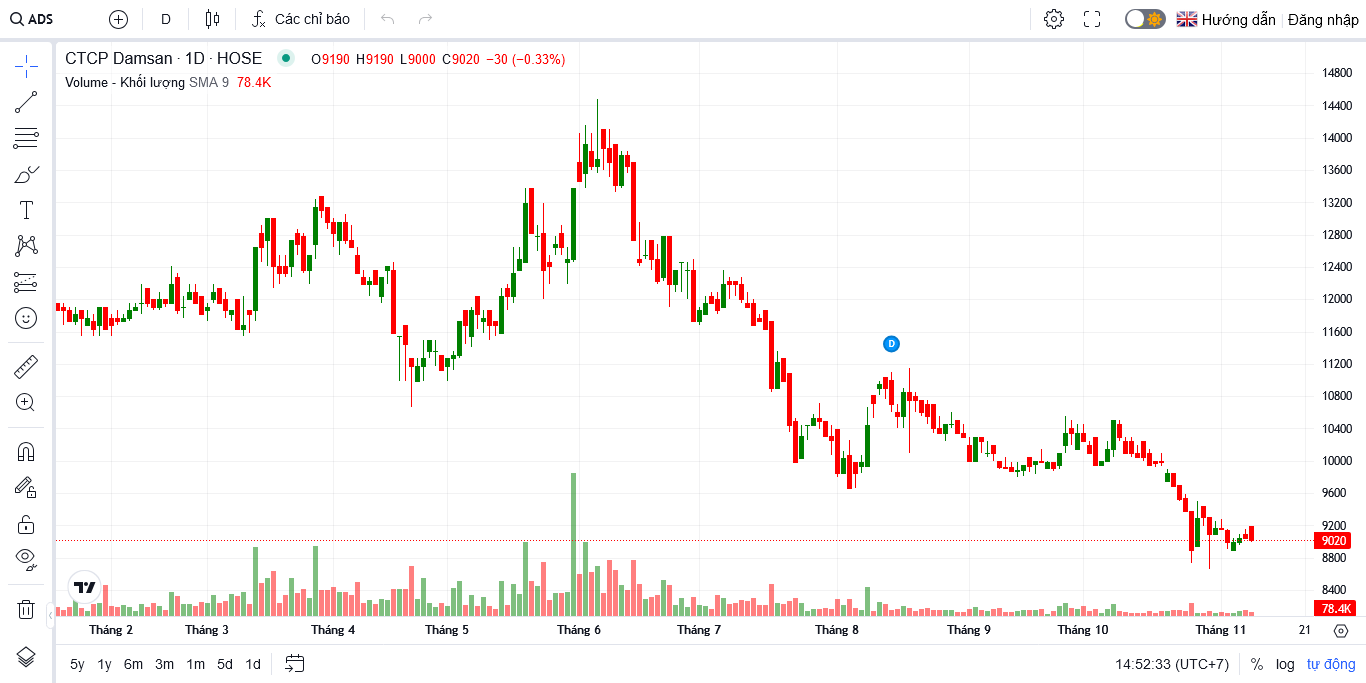 ADS D Các chỉ báo Hướng dẫn Đăng nhập
CTCP Damsan · 1D · HOSE O9190 H9190 L9000 C9020 −30 (−0.33%)
Volume - Khối lượng SMA 9 78.4K
14800
14400
14000
13600
13200
12800
12400
12000
11600
11200
D
10800
10400
10000
9600
9200
9020
8800
8400
78.4K
Tháng 2 Tháng 3 Tháng 4 Tháng 5 Tháng 6 Tháng 7 Tháng 8 Tháng 9 Tháng 10 Tháng 11 21
5y 1y 6m 3m 1m 5d 1d 14:52:33 (UTC+7) % log tự động